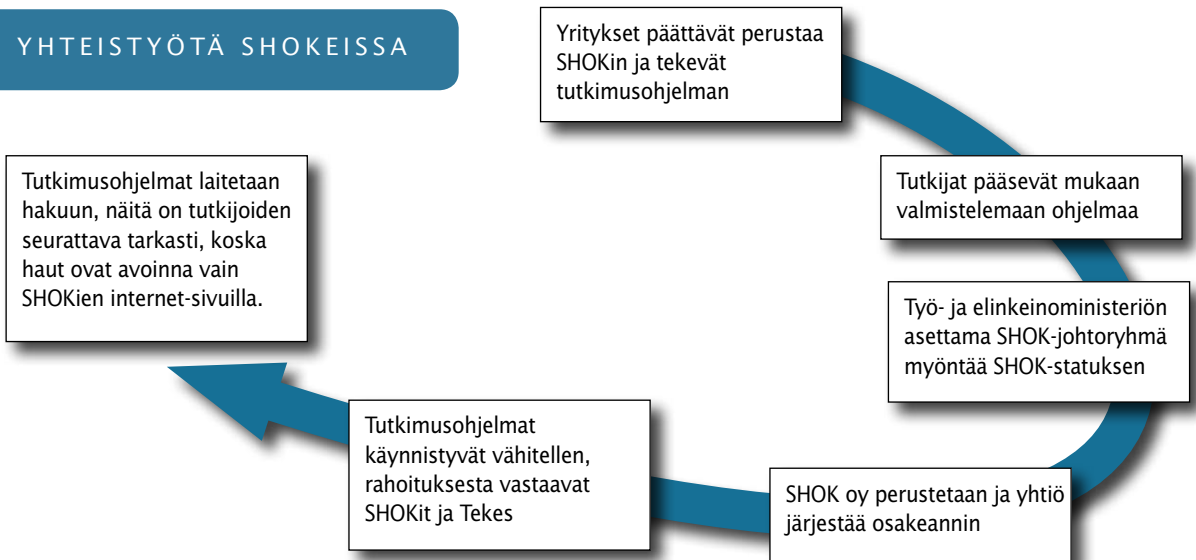 YHTEISTYÖTÄ SHOKEISSA
Yritykset päättävät perustaa
SHOKin ja tekevät
tutkimusohjelman
Tutkijat pääsevät mukaan
valmistelemaan ohjelmaa
Työ- ja elinkeinoministeriön
asettama SHOK-johtoryhmä
myöntää SHOK-statuksen
SHOK oy perustetaan ja yhtiö
järjestää osakeannin
Tutkimusohjelmat
käynnistyvät vähitellen,
rahoituksesta vastaavat
SHOKit ja Tekes
Tutkimusohjelmat laitetaan
hakuun, näitä on tutkijoiden
seurattava tarkasti, koska
haut ovat avoinna vain
SHOKien internet-sivuilla.